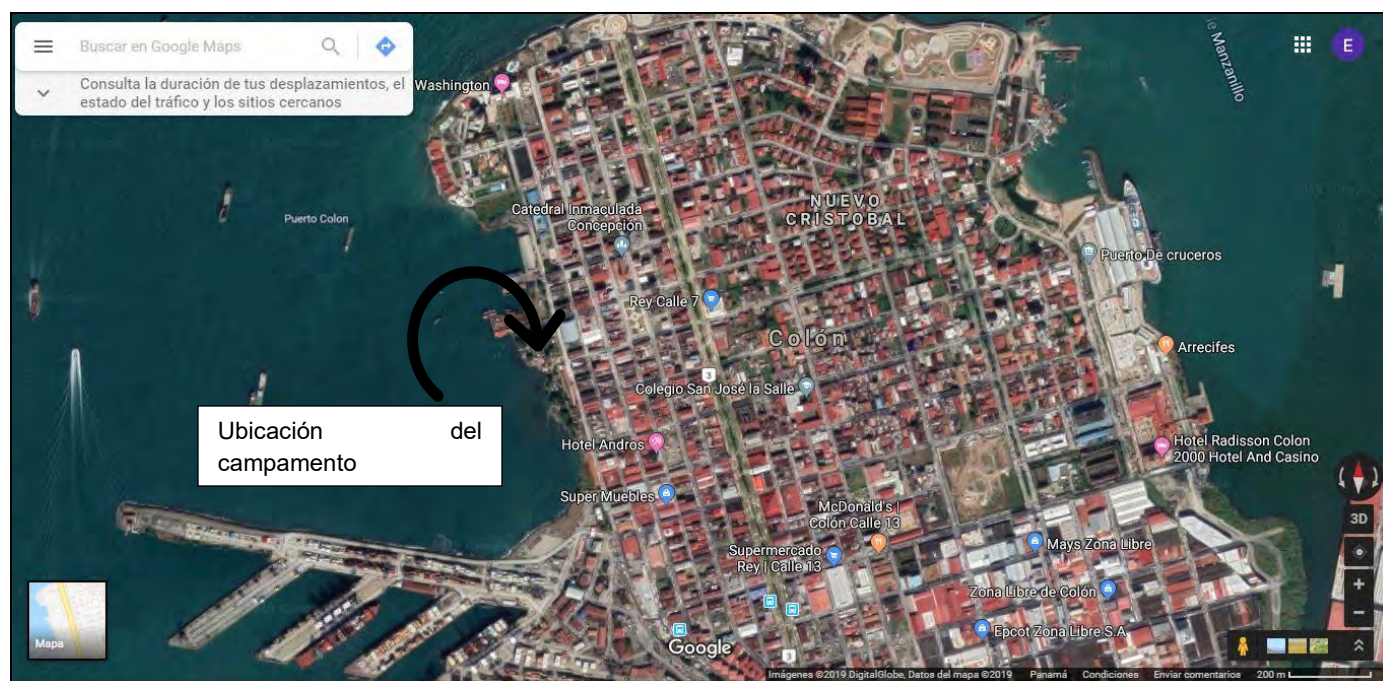 Buscar en Google Maps
Consulta la duración de tus desplazamientos, el
estado del tráfico y los sitios cercanos
E
Washington
de Manzanillo
Puerto Colon
Catedral Inmaculada
Concepción
NUEVO
CRISTOBAL
Puerto De cruceros
Rey Calle 7
Colón
Arrecifes
3
Colegio San José la Salle
Ubicación del
campamento
Hotel Andros
Hotel Radisson Colon
2000 Hotel And Casino
Super Muebles
McDonald's |
Colón Calle 13
3D
Supermercado
Rey | Calle 13
Mays Zona Libre
Zona Libre de Colón
Epcot Zona Libre S.A
Mapa
Google
3
Imágenes ©2019 DigitalGlobe, Datos del mapa ©2019 Panamá Condiciones Enviar comentarios 200 m